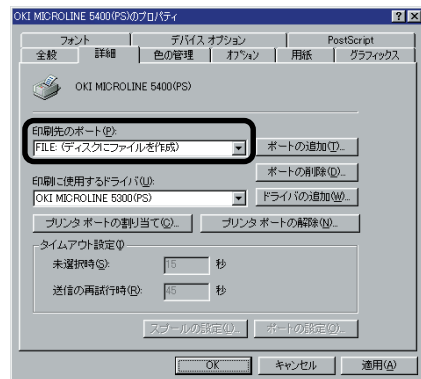 OKI MICROLINE 5400(PS)のプロパティ
フォント デバイス オプション PostScript
全般 詳細 色の管理 オプション 用紙 グラフィックス
OKI MICROLINE 5400(PS)
印刷先のポート(P):
FILE: (ディスクにファイルを作成) ポートの追加(T)...
ポートの削除(D)...
印刷に使用するドライバ(U):
OKI MICROLINE 5300(PS) ドライバの追加(W)...
プリンタ ポートの割り当て(C)... プリンタ ポートの解除(N)...
タイムアウト設定(I)
未選択時(S): 15 秒
送信の再試行時(R): 45 秒
スプールの設定(L)... ポートの設定(O)...
OK キャンセル 適用(A)